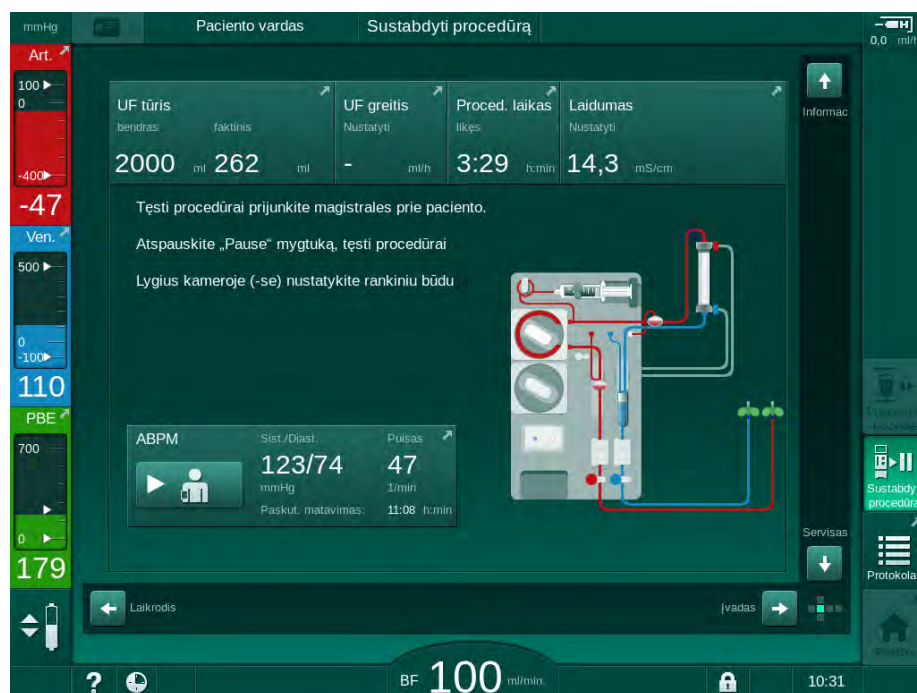 mmHg
Paciento vardas
Sustabdyti procedūrą
0,0 ml/h
Art.
100
0
-400
-47
Ven.
500
0
-100
110
PBE
700
0
179
UF tūris
bendras faktinis
2000 ml 262 ml
UF greitis
Nustatyti
- ml/h
Proced. laikas
likęs
3:29 h:min
Laidumas
Nustatyti
14,3 mS/cm
Informac
Tęsti procedūrai prijunkite magistrales prie paciento.
Atspauskite „Pause“ mygtuką, tęsti procedūrai
Lygius kameroje (-se) nustatykite rankiniu būdu
ABPM
Sist./Diast. Pulsas
123/74 47
mmHg 1/min
Paskut. matavimas: 11:08 h:min
Sustabdy
procedūra
Servisas
Protokola
Laikrodis
Įvadas
?
BF 100 ml/min.
10:31